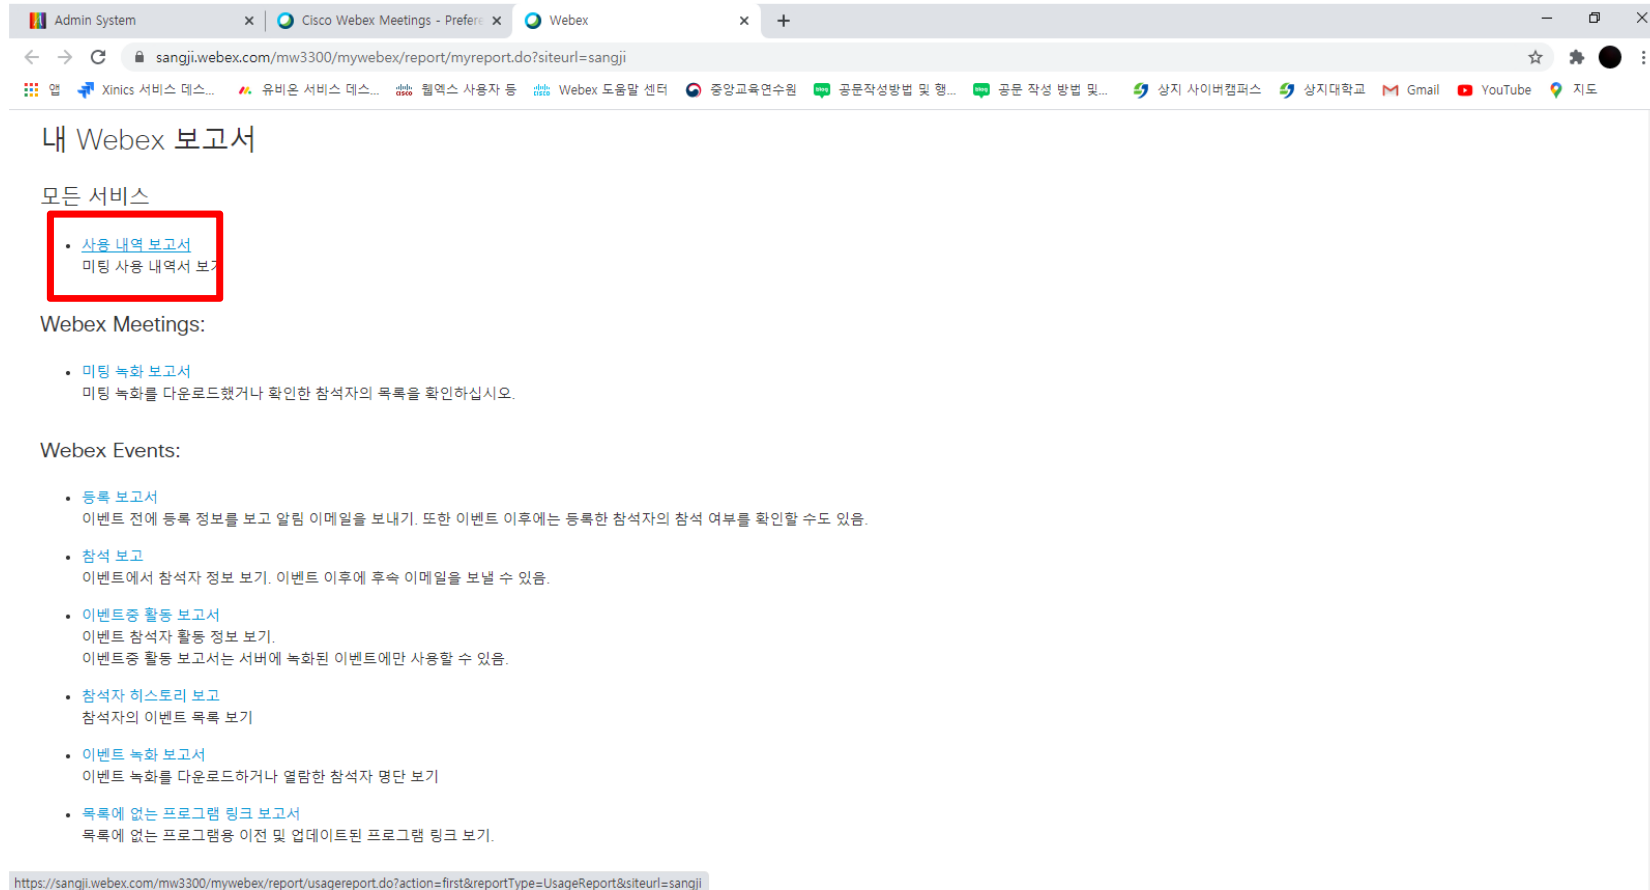 Admin System
Cisco Webex Meetings - Prefere
Webex
sangji.webex.com/mw3300/mywebex/report/myreport.do?siteurl=sangji
앱 Xinics 서비스 데스... 유비온 서비스 데스... 웹엑스 사용자 등 Webex 도움말 센터 중앙교육연수원 공문작성방법 및 행... 공문 작성 방법 및... 상지 사이버캠퍼스 상지대학교 Gmail YouTube 지도
내 Webex 보고서
모든 서비스
• 사용 내역 보고서
미팅 사용 내역서 보기
Webex Meetings:
• 미팅 녹화 보고서
미팅 녹화를 다운로드했거나 확인한 참석자의 목록을 확인하십시오.
Webex Events:
• 등록 보고서
이벤트 전에 등록 정보를 보고 알림 이메일을 보내기. 또한 이벤트 이후에는 등록한 참석자의 참석 여부를 확인할 수도 있음.
• 참석 보고
이벤트에서 참석자 정보 보기. 이벤트 이후에 후속 이메일을 보낼 수 있음.
• 이벤트중 활동 보고서
이벤트 참석자 활동 정보 보기.
이벤트중 활동 보고서는 서버에 녹화된 이벤트에만 사용할 수 있음.
• 참석자 히스토리 보고
참석자의 이벤트 목록 보기
• 이벤트 녹화 보고서
이벤트 녹화를 다운로드하거나 열람한 참석자 명단 보기
• 목록에 없는 프로그램 링크 보고서
목록에 없는 프로그램용 이전 및 업데이트된 프로그램 링크 보기.
https://sangji.webex.com/mw3300/mywebex/report/usagereport.do?action=first&reportType=UsageReport&siteurl=sangji